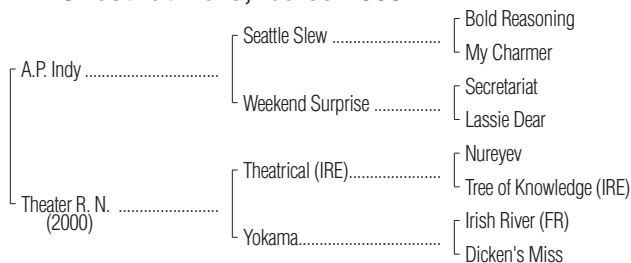 Bold Reasoning
Seattle Slew ......................
My Charmer
A.P. Indy ...........................
Secretariat
Weekend Surprise ................
Lassie Dear
Nureyev
Theatrical (IRE)......................
Tree of Knowledge (IRE)
Theater R. N. ....................
(2000)
Irish River (FR)
Yokama.............................
Dicken's Miss